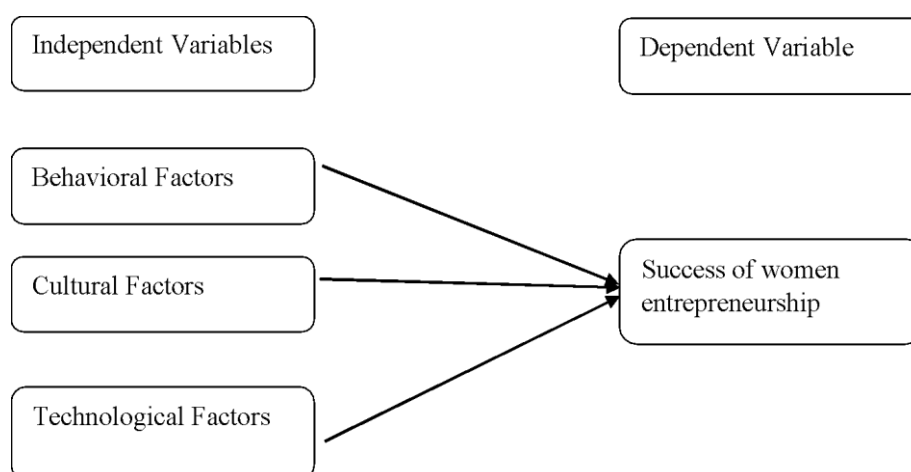 Independent Variables
Dependent Variable
Behavioral Factors
Cultural Factors
Success of women
entrepreneurship
Technological Factors